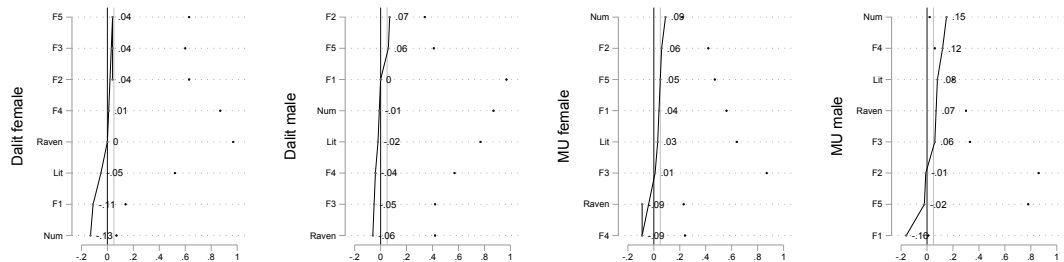 Dalit female
F5 .04
F3 .04
F2 .04
F4 .01
Raven 0
Lit -.05
F1 -.11
Num -.13
-.2 0 .2 .4 .6 .8 1
Dalit male
F2 .07
F5 .06
F1 0
Num -.01
Lit -.02
F4 -.04
F3 -.05
Raven -.06
-.2 0 .2 .4 .6 .8 1
MU female
Num .09
F2 .06
F5 .05
F1 .04
Lit .03
F3 .01
Raven -.09
F4 -.09
-.2 0 .2 .4 .6 .8 1
MU male
Num .15
F4 .12
Lit .08
Raven .07
F3 .06
F2 -.01
F5 -.02
F1
-.2 0 .2 .4 .6 .8 1